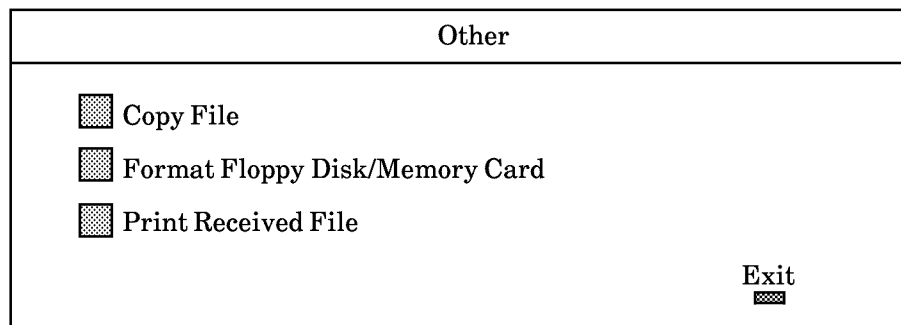 Other
Copy File
Format Floppy Disk/Memory Card
Print Received File
Exit